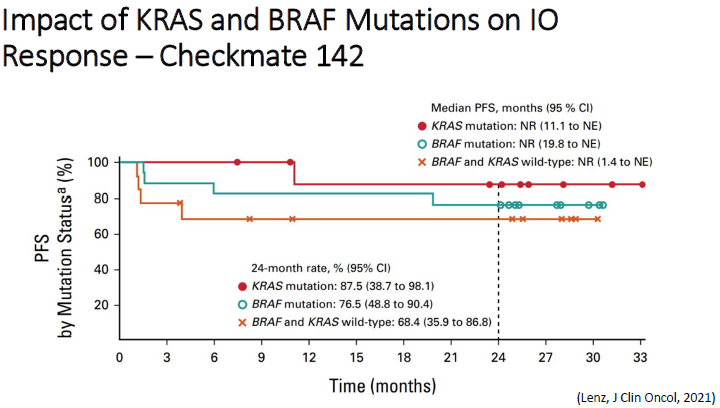 Impact of KRAS and BRAF Mutations on IO
Response – Checkmate 142
Median PFS, months (95 % CI)
KRAS mutation: NR (11.1 to NE)
BRAF mutation: NR (19.8 to NE)
BRAF and KRAS wild-type: NR (1.4 to NE)
PFS
by Mutation Statusᵃ (%)
100
80
60
40
20
24-month rate, % (95% CI)
KRAS mutation: 87.5 (38.7 to 98.1)
BRAF mutation: 76.5 (48.8 to 90.4)
BRAF and KRAS wild-type: 68.4 (35.9 to 86.8)
0 3 6 9 12 15 18 21 24 27 30 33
Time (months)
(Lenz, J Clin Oncol, 2021)